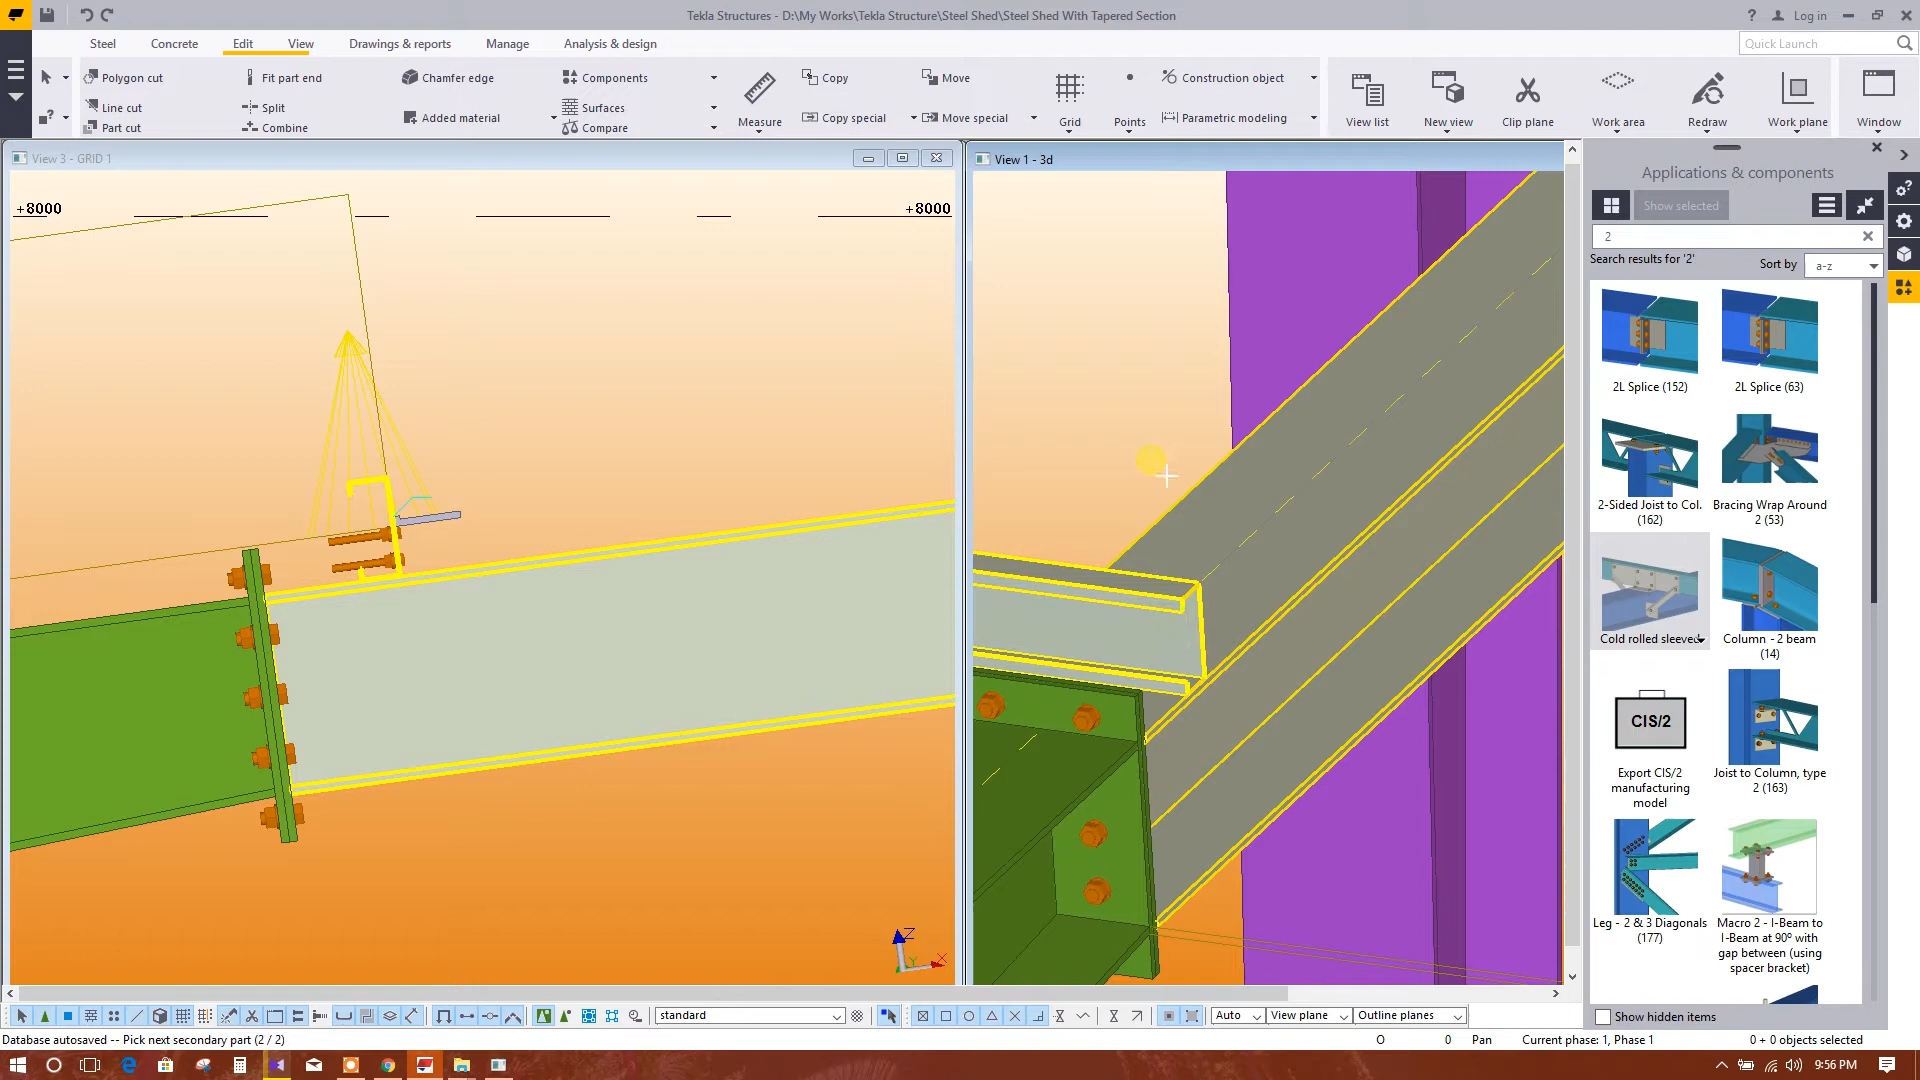 Tekla Structures - D:\My Works\Tekla Structure\Steel Shed\Steel Shed With Tapered Section
Log in
Steel
Concrete
Edit
View
Drawings & reports
Manage
Analysis & design
Quick Launch
Polygon cut
Line cut
Part cut
Fit part end
Split
Combine
Chamfer edge
Added material
Components
Surfaces
Compare
Measure
Copy
Copy special
Move
Move special
Grid
Points
Construction object
Parametric modeling
View list
New view
Clip plane
Work area
Redraw
Work plane
Window
View 3 - GRID 1
+8000
+8000
Z
Y
X
View 1 - 3d
Applications & components
Show selected
2
Search results for '2'
Sort by
a-z
2L Splice (152)
2L Splice (63)
2-Sided Joist to Col.
(162)
Bracing Wrap Around
2 (53)
Cold rolled sleeved
Column - 2 beam
(14)
CIS/2
Export CIS/2
manufacturing
model
Joist to Column, type
2 (163)
Leg - 2 & 3 Diagonals
(177)
Macro 2 - I-Beam to
I-Beam at 90º with
gap between (using
spacer bracket)
Show hidden items
standard
Auto
View plane
Outline planes
Database autosaved -- Pick next secondary part (2 / 2)
O
0
Pan
Current phase: 1, Phase 1
0 + 0 objects selected
9:56 PM